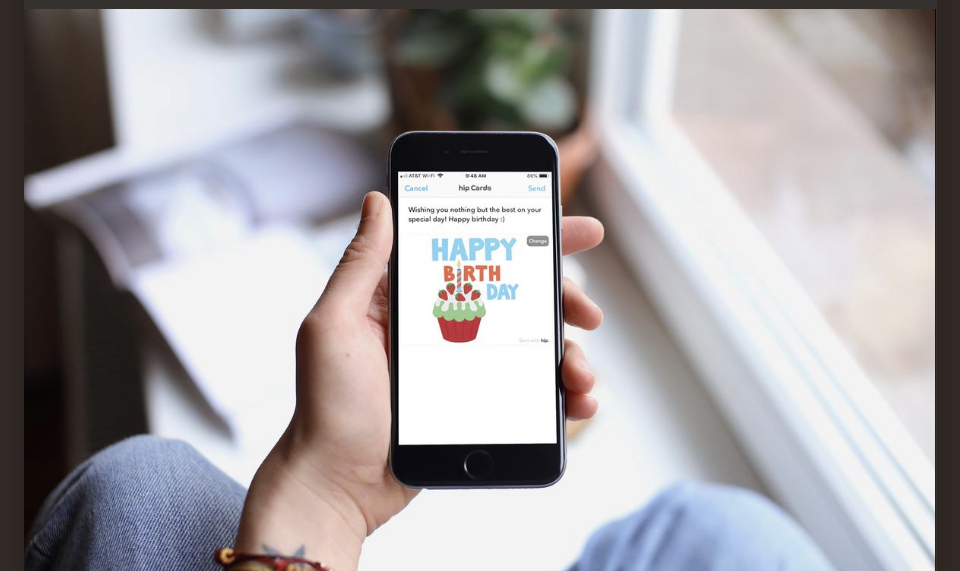 AT&T Wi-Fi 9:48 AM 86%
Cancel hip Cards Send
Wishing you nothing but the best on your
special day! Happy birthday :)
Change
HAPPY
BIRTH
DAY
Sent with hip.